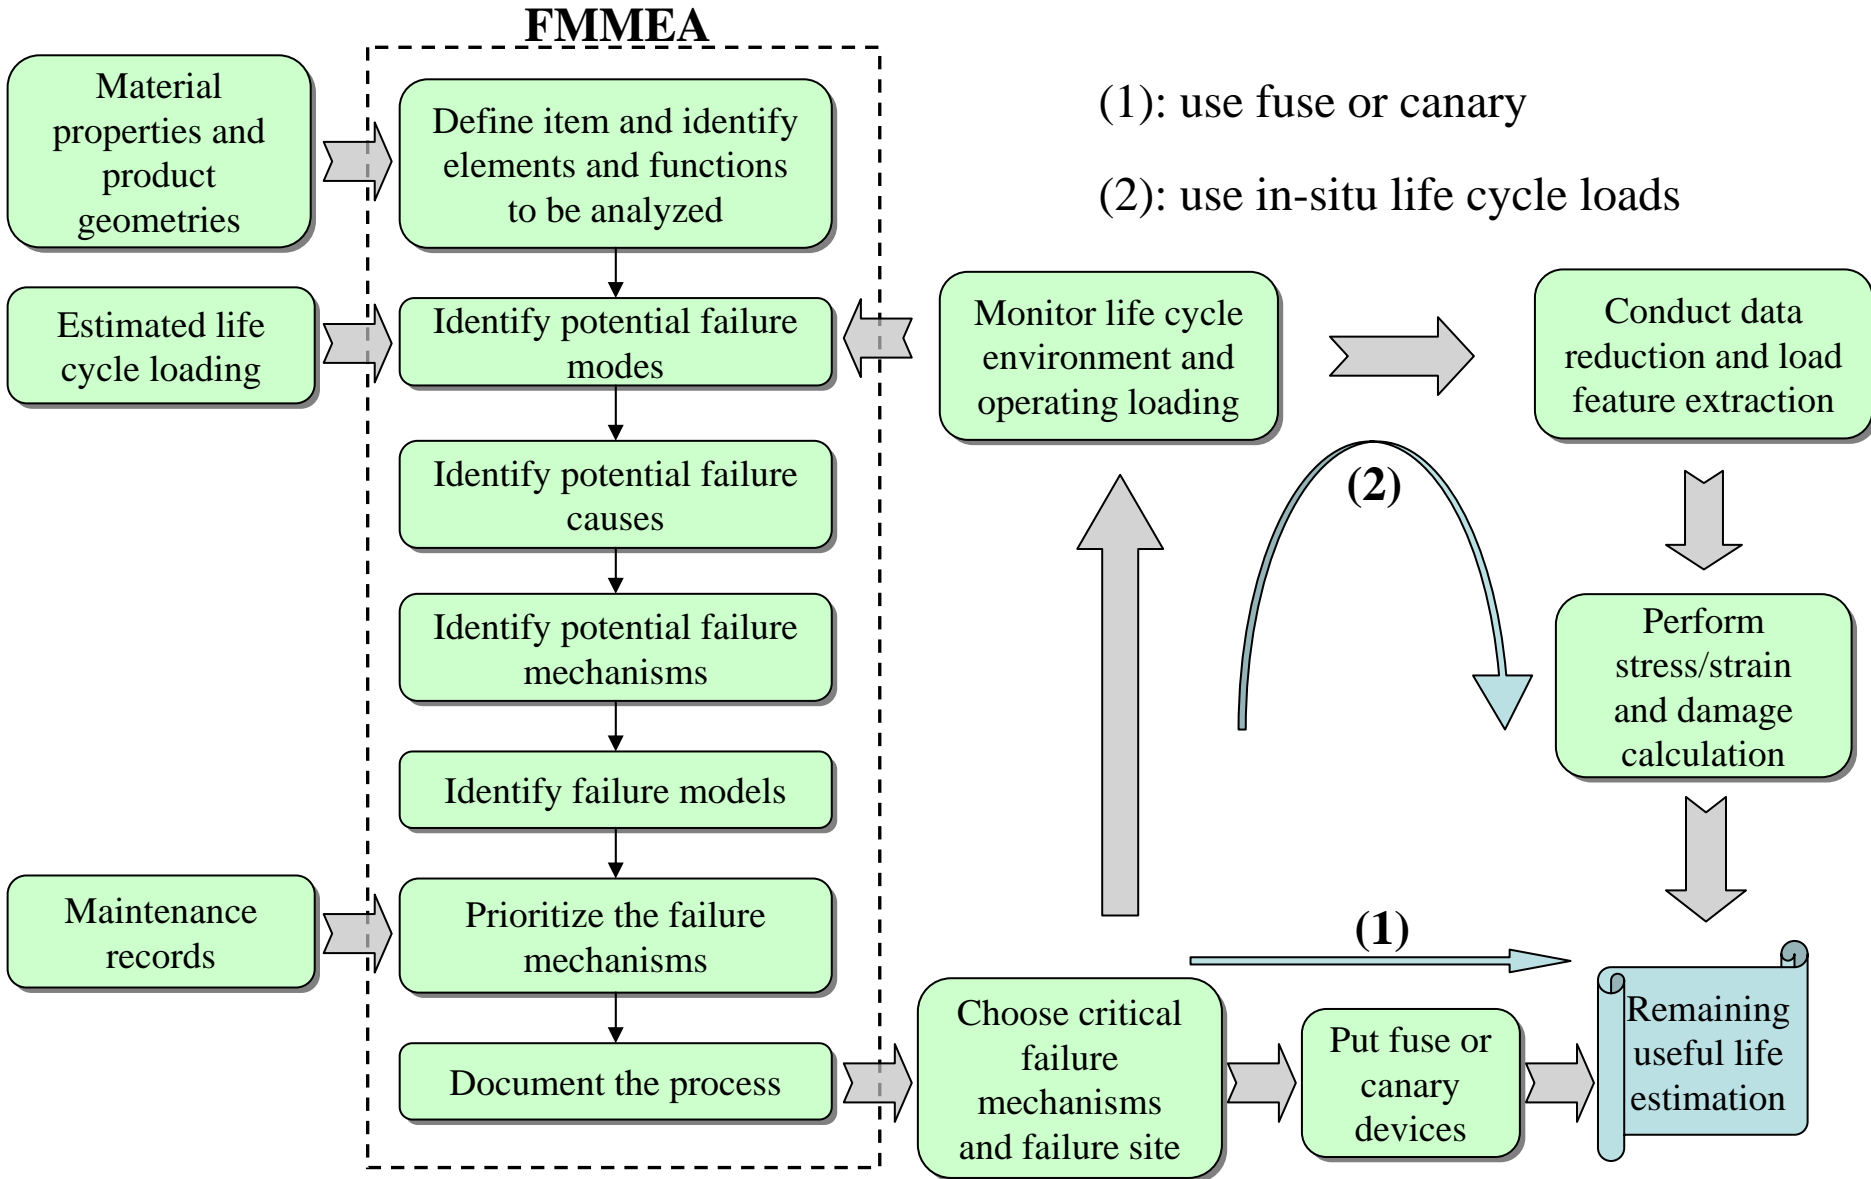 FMMEA
Material
properties and
product
geometries
Define item and identify
elements and functions
to be analyzed
(1): use fuse or canary
(2): use in-situ life cycle loads
Estimated life
cycle loading
Identify potential failure
modes
Monitor life cycle
environment and
operating loading
Conduct data
reduction and load
feature extraction
Identify potential failure
causes
(2)
Identify potential failure
mechanisms
Perform
stress/strain
and damage
calculation
Identify failure models
Maintenance
records
Prioritize the failure
mechanisms
(1)
Document the process
Choose critical
failure
mechanisms
and failure site
Put fuse or
canary
devices
Remaining
useful life
estimation